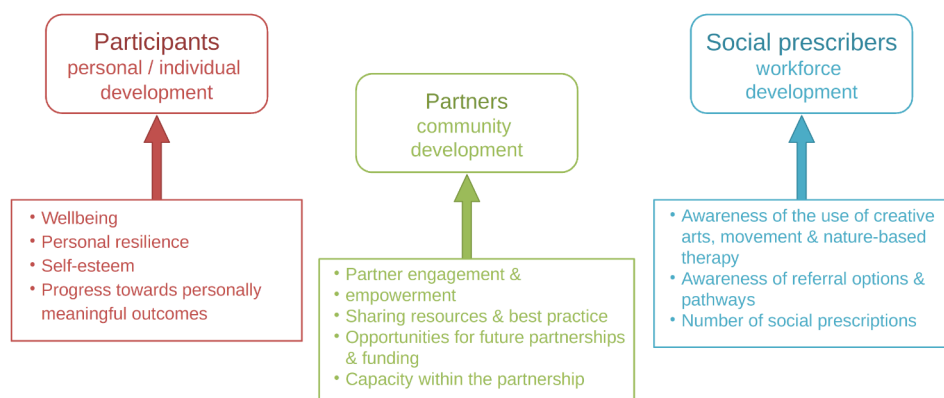 Participants
personal / individual
development
• Wellbeing
• Personal resilience
• Self-esteem
• Progress towards personally
meaningful outcomes
Partners
community
development
• Partner engagement &
• empowerment
• Sharing resources & best practice
• Opportunities for future partnerships
& funding
• Capacity within the partnership
Social prescribers
workforce
development
• Awareness of the use of creative
arts, movement & nature-based
therapy
• Awareness of referral options &
pathways
• Number of social prescriptions